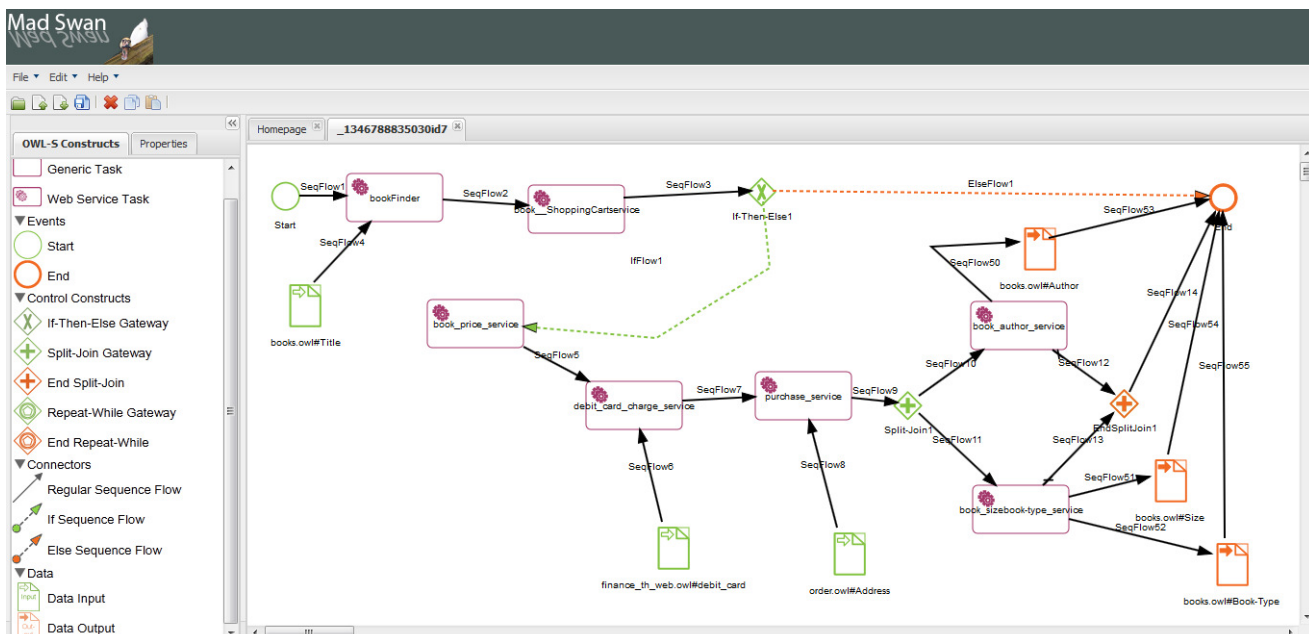 Mad Swan
File Edit Help
OWL-S Constructs Properties
Generic Task
Web Service Task
Events
Start
End
Control Constructs
If-Then-Else Gateway
Split-Join Gateway
End Split-Join
Repeat-While Gateway
End Repeat-While
Connectors
Regular Sequence Flow
If Sequence Flow
Else Sequence Flow
Data
Input
Data Input
Data Output
Homepage _1346788835030id7
SeqFlow1
Start
bookFinder
SeqFlow2
book__ShoppingCartservice
SeqFlow3
If-Then-Else1
ElseFlow1
End
SeqFlow4
books.owl#Title
IfFlow1
book_price_service
SeqFlow5
debit_card_charge_service
SeqFlow6
finance_th_web.owl#debit_card
SeqFlow7
purchase_service
SeqFlow8
order.owl#Address
SeqFlow9
Split-Join1
SeqFlow10
SeqFlow11
book_author_service
SeqFlow50
books.owl#Author
SeqFlow53
SeqFlow12
SeqFlow13
EndSplitJoin1
SeqFlow14
SeqFlow54
SeqFlow55
book_sizebook-type_service
SeqFlow51
books.owl#Size
SeqFlow52
books.owl#Book-Type